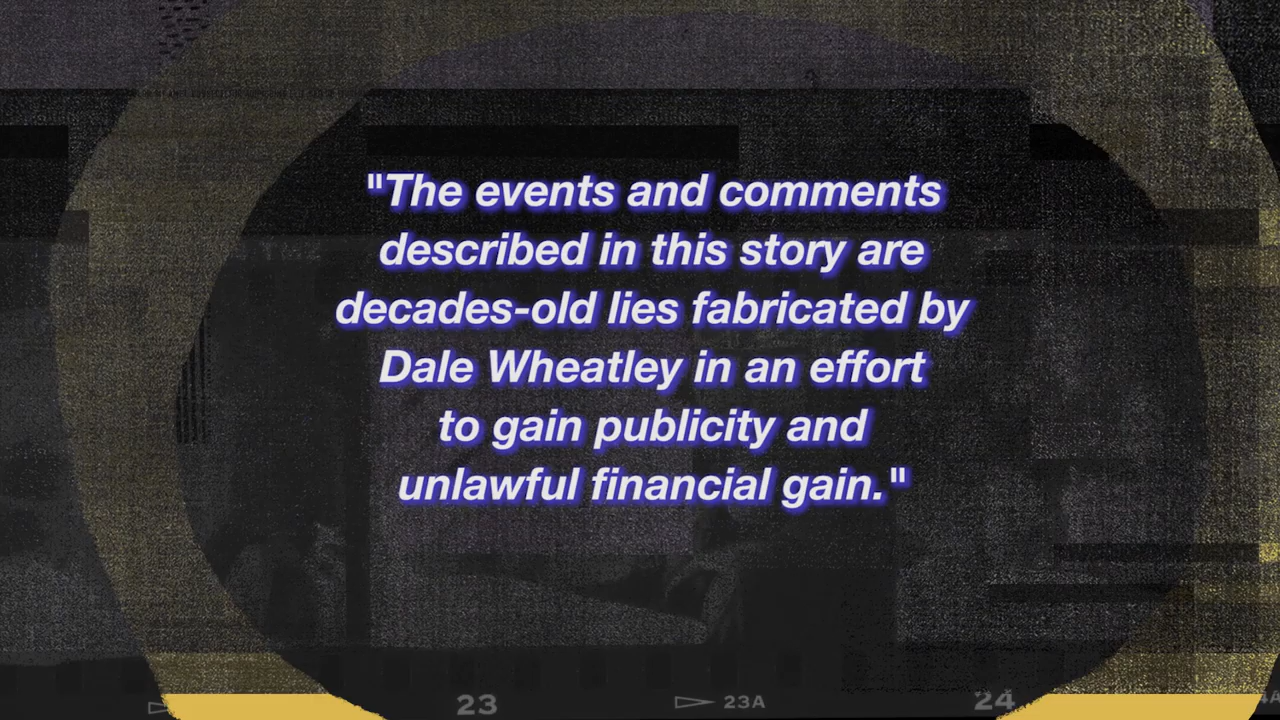 "The events and comments
described in this story are
decades-old lies fabricated by
Dale Wheatley in an effort
to gain publicity and
unlawful financial gain."
23
23A
24